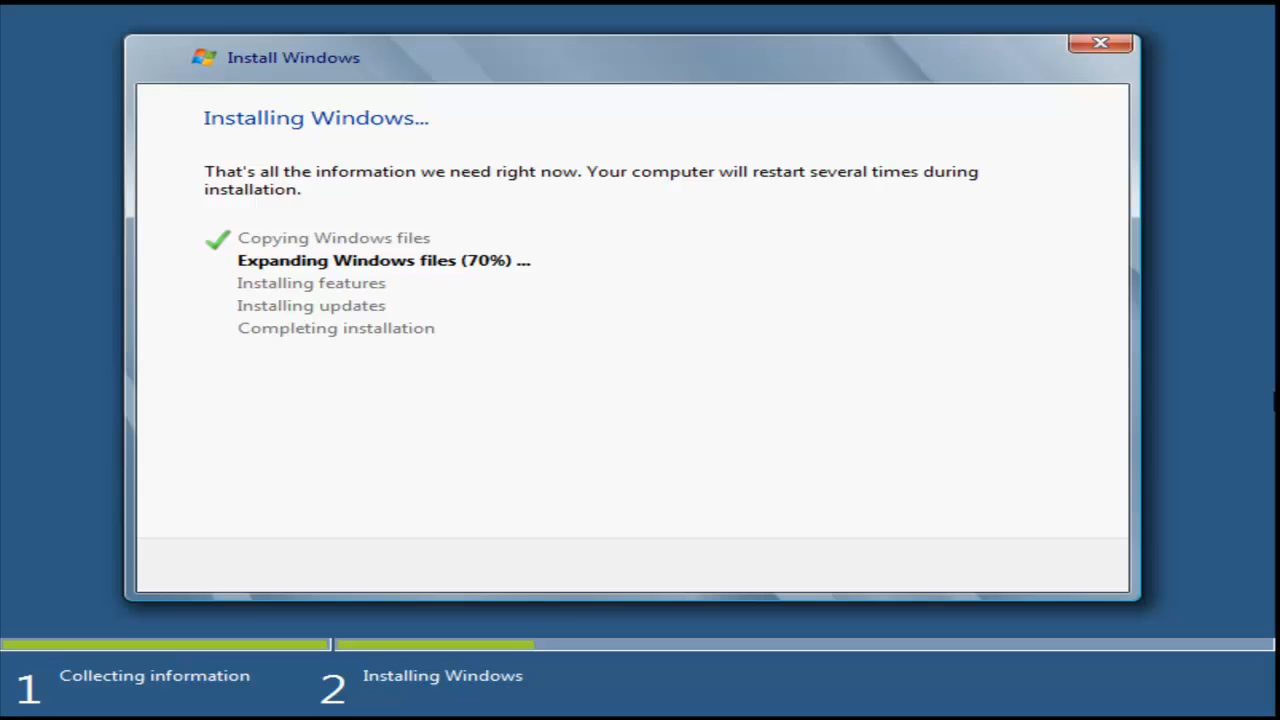 Install Windows
Installing Windows...
That's all the information we need right now. Your computer will restart several times during
installation.
Copying Windows files
Expanding Windows files (70%) ...
Installing features
Installing updates
Completing installation
1 Collecting information 2 Installing Windows